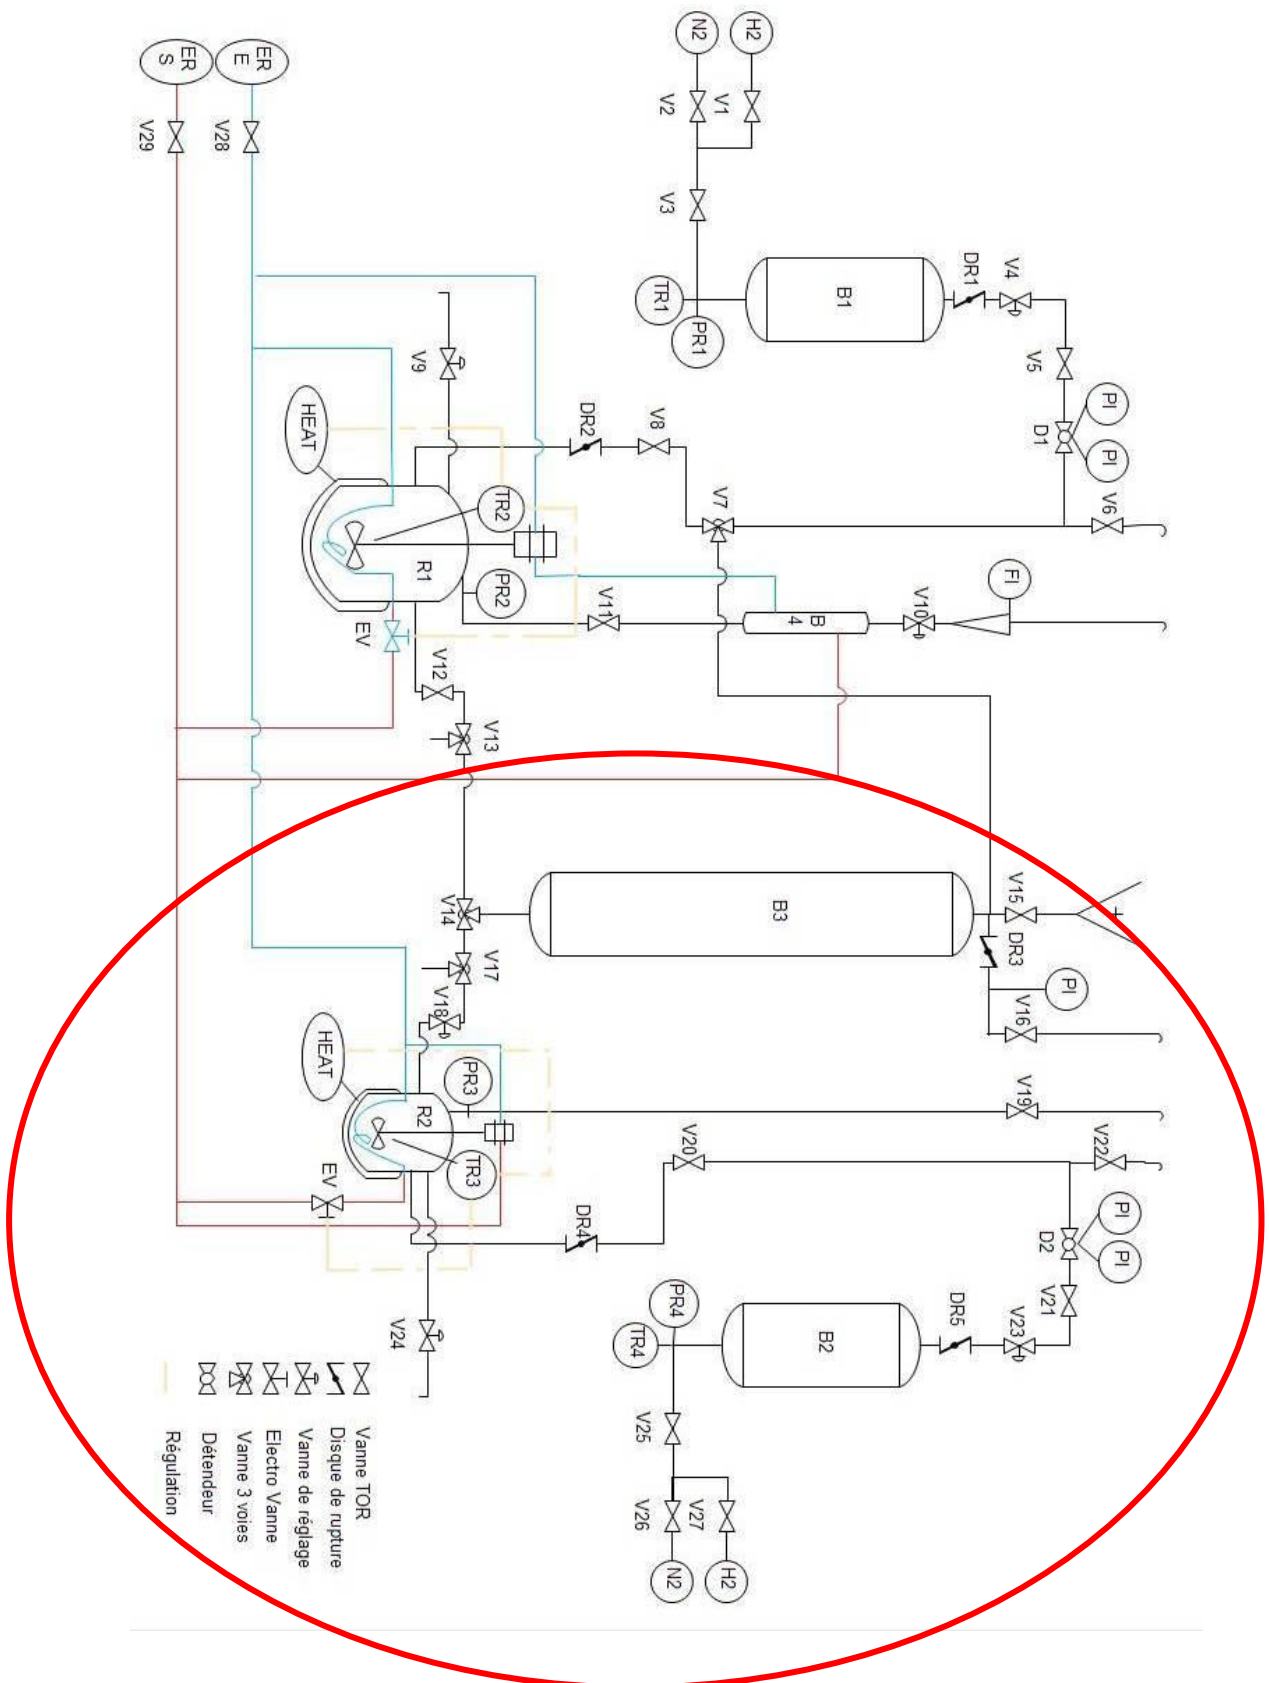 ER
S
ER
E
V29
V28
N2
H2
V2
V1
V3
TR1
PR1
B1
DR1
V4
V5
PI
PI
D1
V6
V9
HEAT
DR2
V8
V7
TR2
R1
PR2
EV
V11
B
4
V10
FI
V12
V13
V14
B3
V15
DR3
PI
V16
V17
V18
HEAT
PR3
R2
TR3
EV
V19
V20
V22
DR4
D2
PI
PI
V21
V23
DR5
B2
PR4
TR4
V24
V25
V26
V27
N2
H2
Vanne TOR
Disque de rupture
Vanne de réglage
Electro Vanne
Vanne 3 voies
Détendeur
Régulation